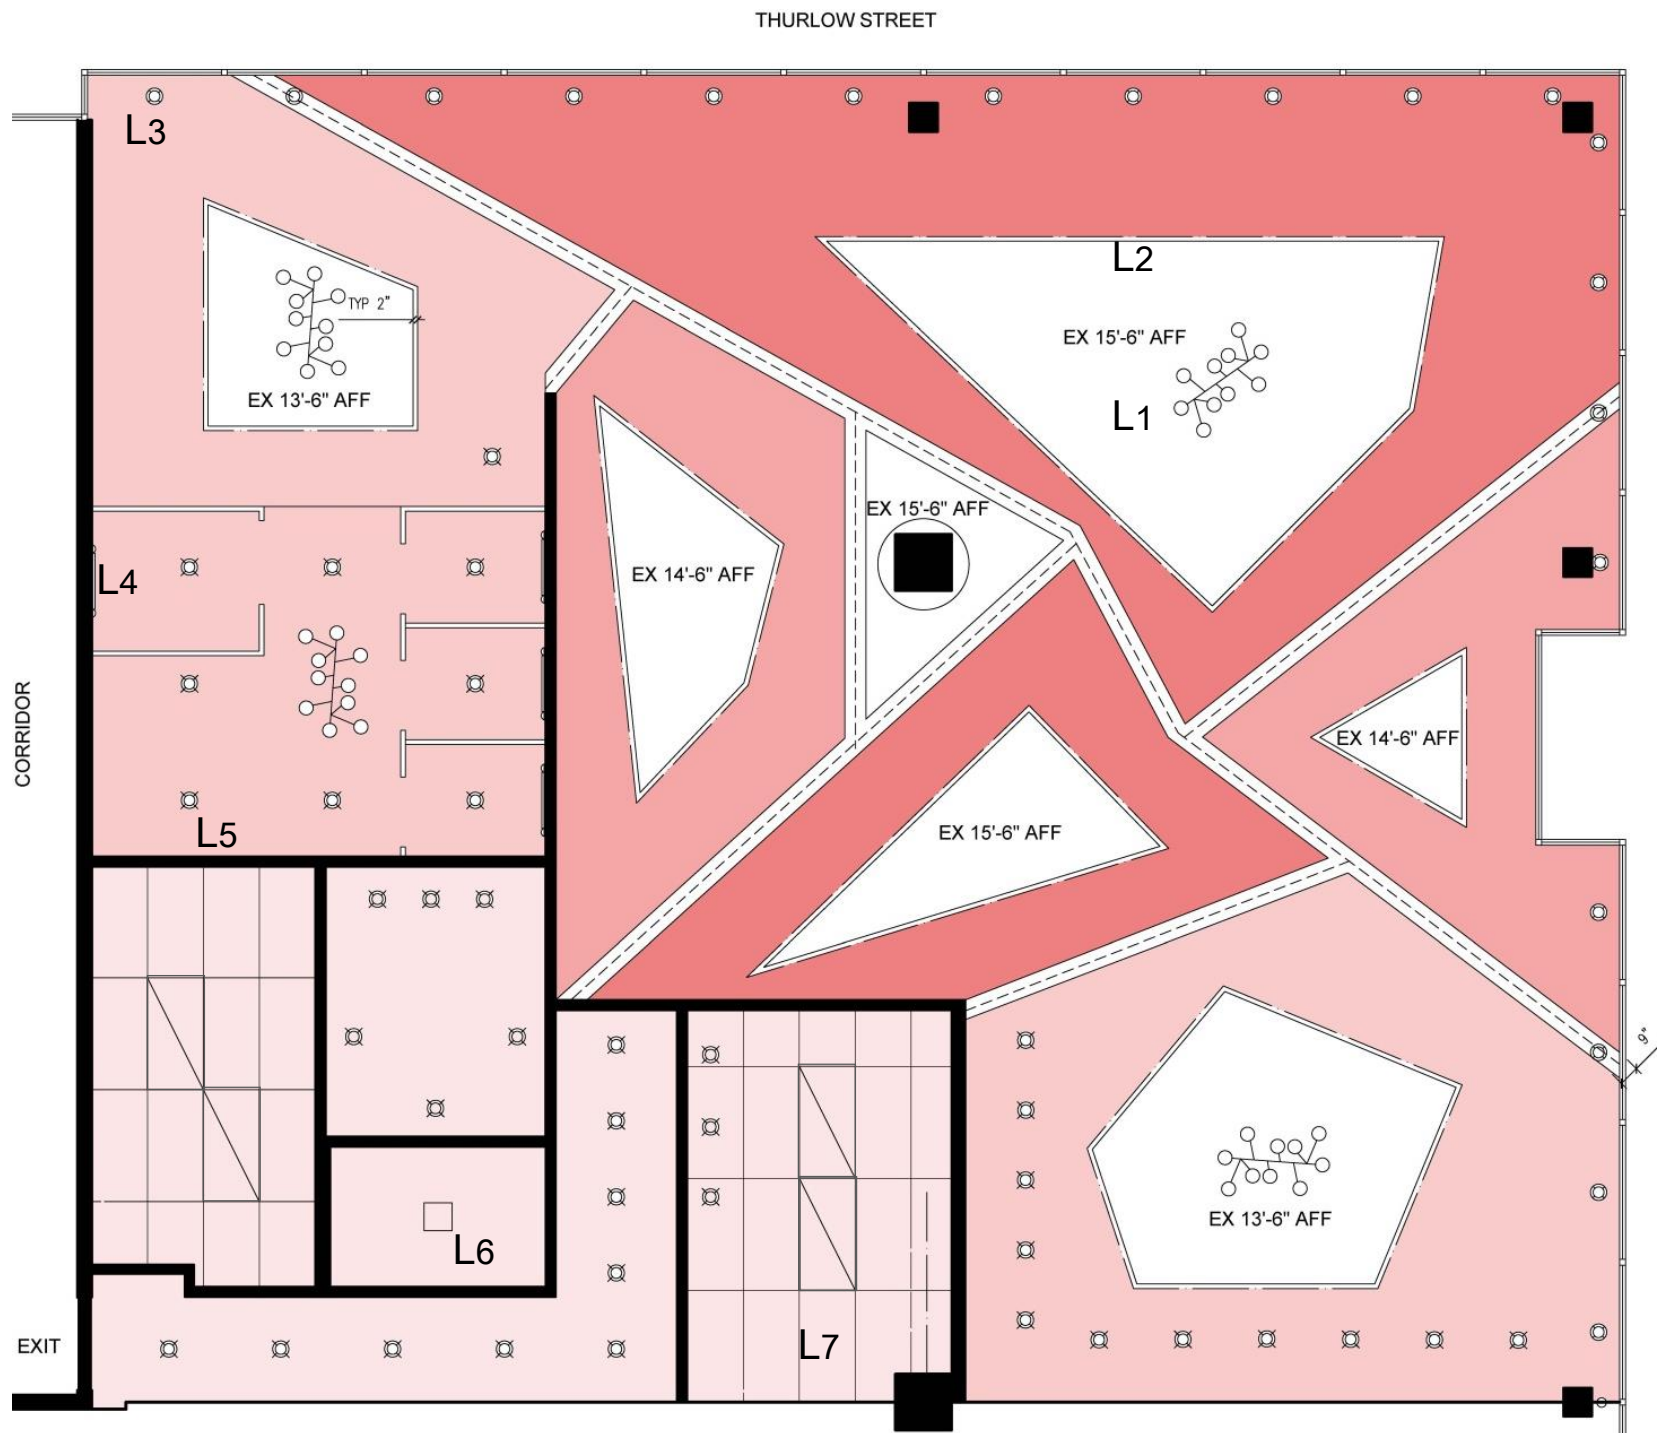 THURLOW STREET
L3
L2
TYP 2"
EX 15'-6" AFF
EX 13'-6" AFF
L1
EX 15'-6" AFF
L4
EX 14'-6" AFF
CORRIDOR
EX 14'-6" AFF
L5
EX 15'-6" AFF
9"
EX 13'-6" AFF
L6
EXIT
L7